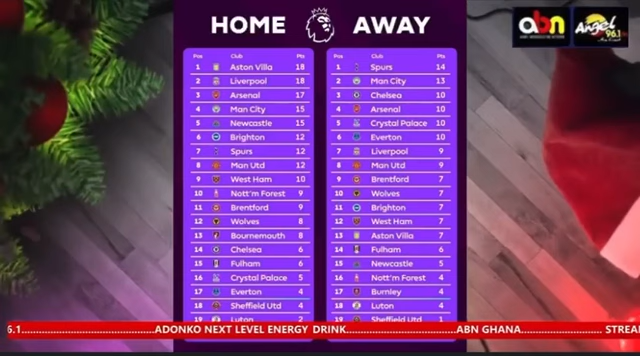 HOME AWAY
abn
Angel
96.1
Pos Club Pts
1 Aston Villa 18
2 Liverpool 18
3 Arsenal 17
4 Man City 15
5 Newcastle 15
6 Brighton 12
7 Spurs 12
8 Man Utd 12
9 West Ham 10
10 Nott'm Forest 9
11 Brentford 9
12 Wolves 8
13 Bournemouth 8
14 Chelsea 6
15 Fulham 6
16 Crystal Palace 5
17 Everton 4
18 Sheffield Utd 4
19 Luton 2
Pos Club Pts
1 Spurs 14
2 Man City 13
3 Chelsea 10
4 Arsenal 10
5 Crystal Palace 10
6 Everton 10
7 Liverpool 9
8 Man Utd 9
9 Brentford 7
10 Wolves 7
11 Brighton 7
12 West Ham 7
13 Aston Villa 7
14 Fulham 6
15 Newcastle 5
16 Nott'm Forest 4
17 Burnley 4
18 Luton 4
19 Sheffield Utd 1
6.1......................................ADONKO NEXT LEVEL ENERGY DRINK...............................ABN GHANA........................STREA